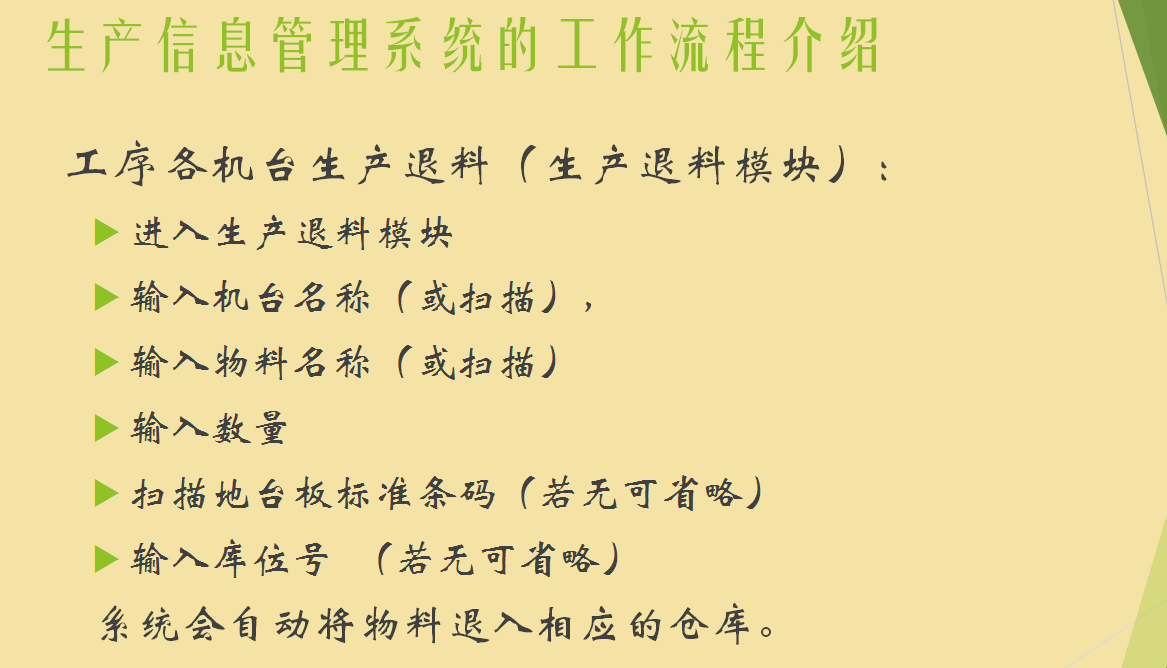 生产信息管理系统的工作流程介绍
工序各机台生产退料（生产退料模块）：
进入生产退料模块
输入机台名称（或扫描），
输入物料名称（或扫描）
输入数量
扫描地台板标准条码（若无可省略）
输入库位号 （若无可省略）
系统会自动将物料退入相应的仓库。